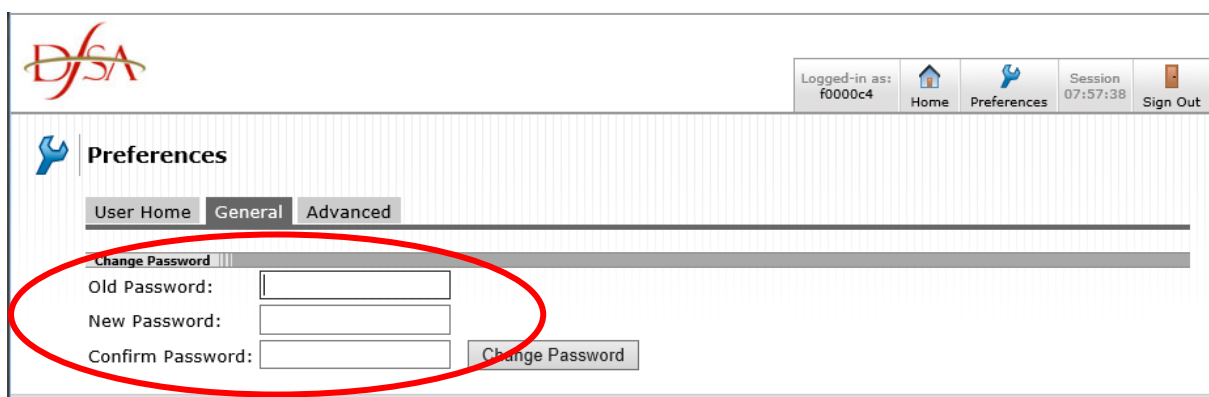 DFSA
Logged-in as:
f0000c4
Home
Preferences
Session
07:57:38
Sign Out
Preferences
User Home General Advanced
Change Password
Old Password:
New Password:
Confirm Password: Change Password